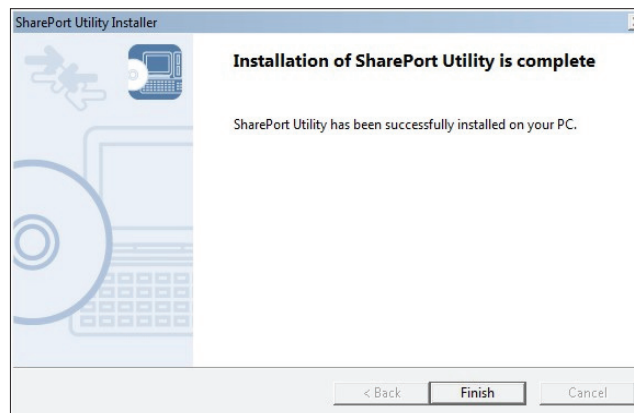 SharePort Utility Installer
Installation of SharePort Utility is complete
SharePort Utility has been successfully installed on your PC.
< Back
Finish
Cancel